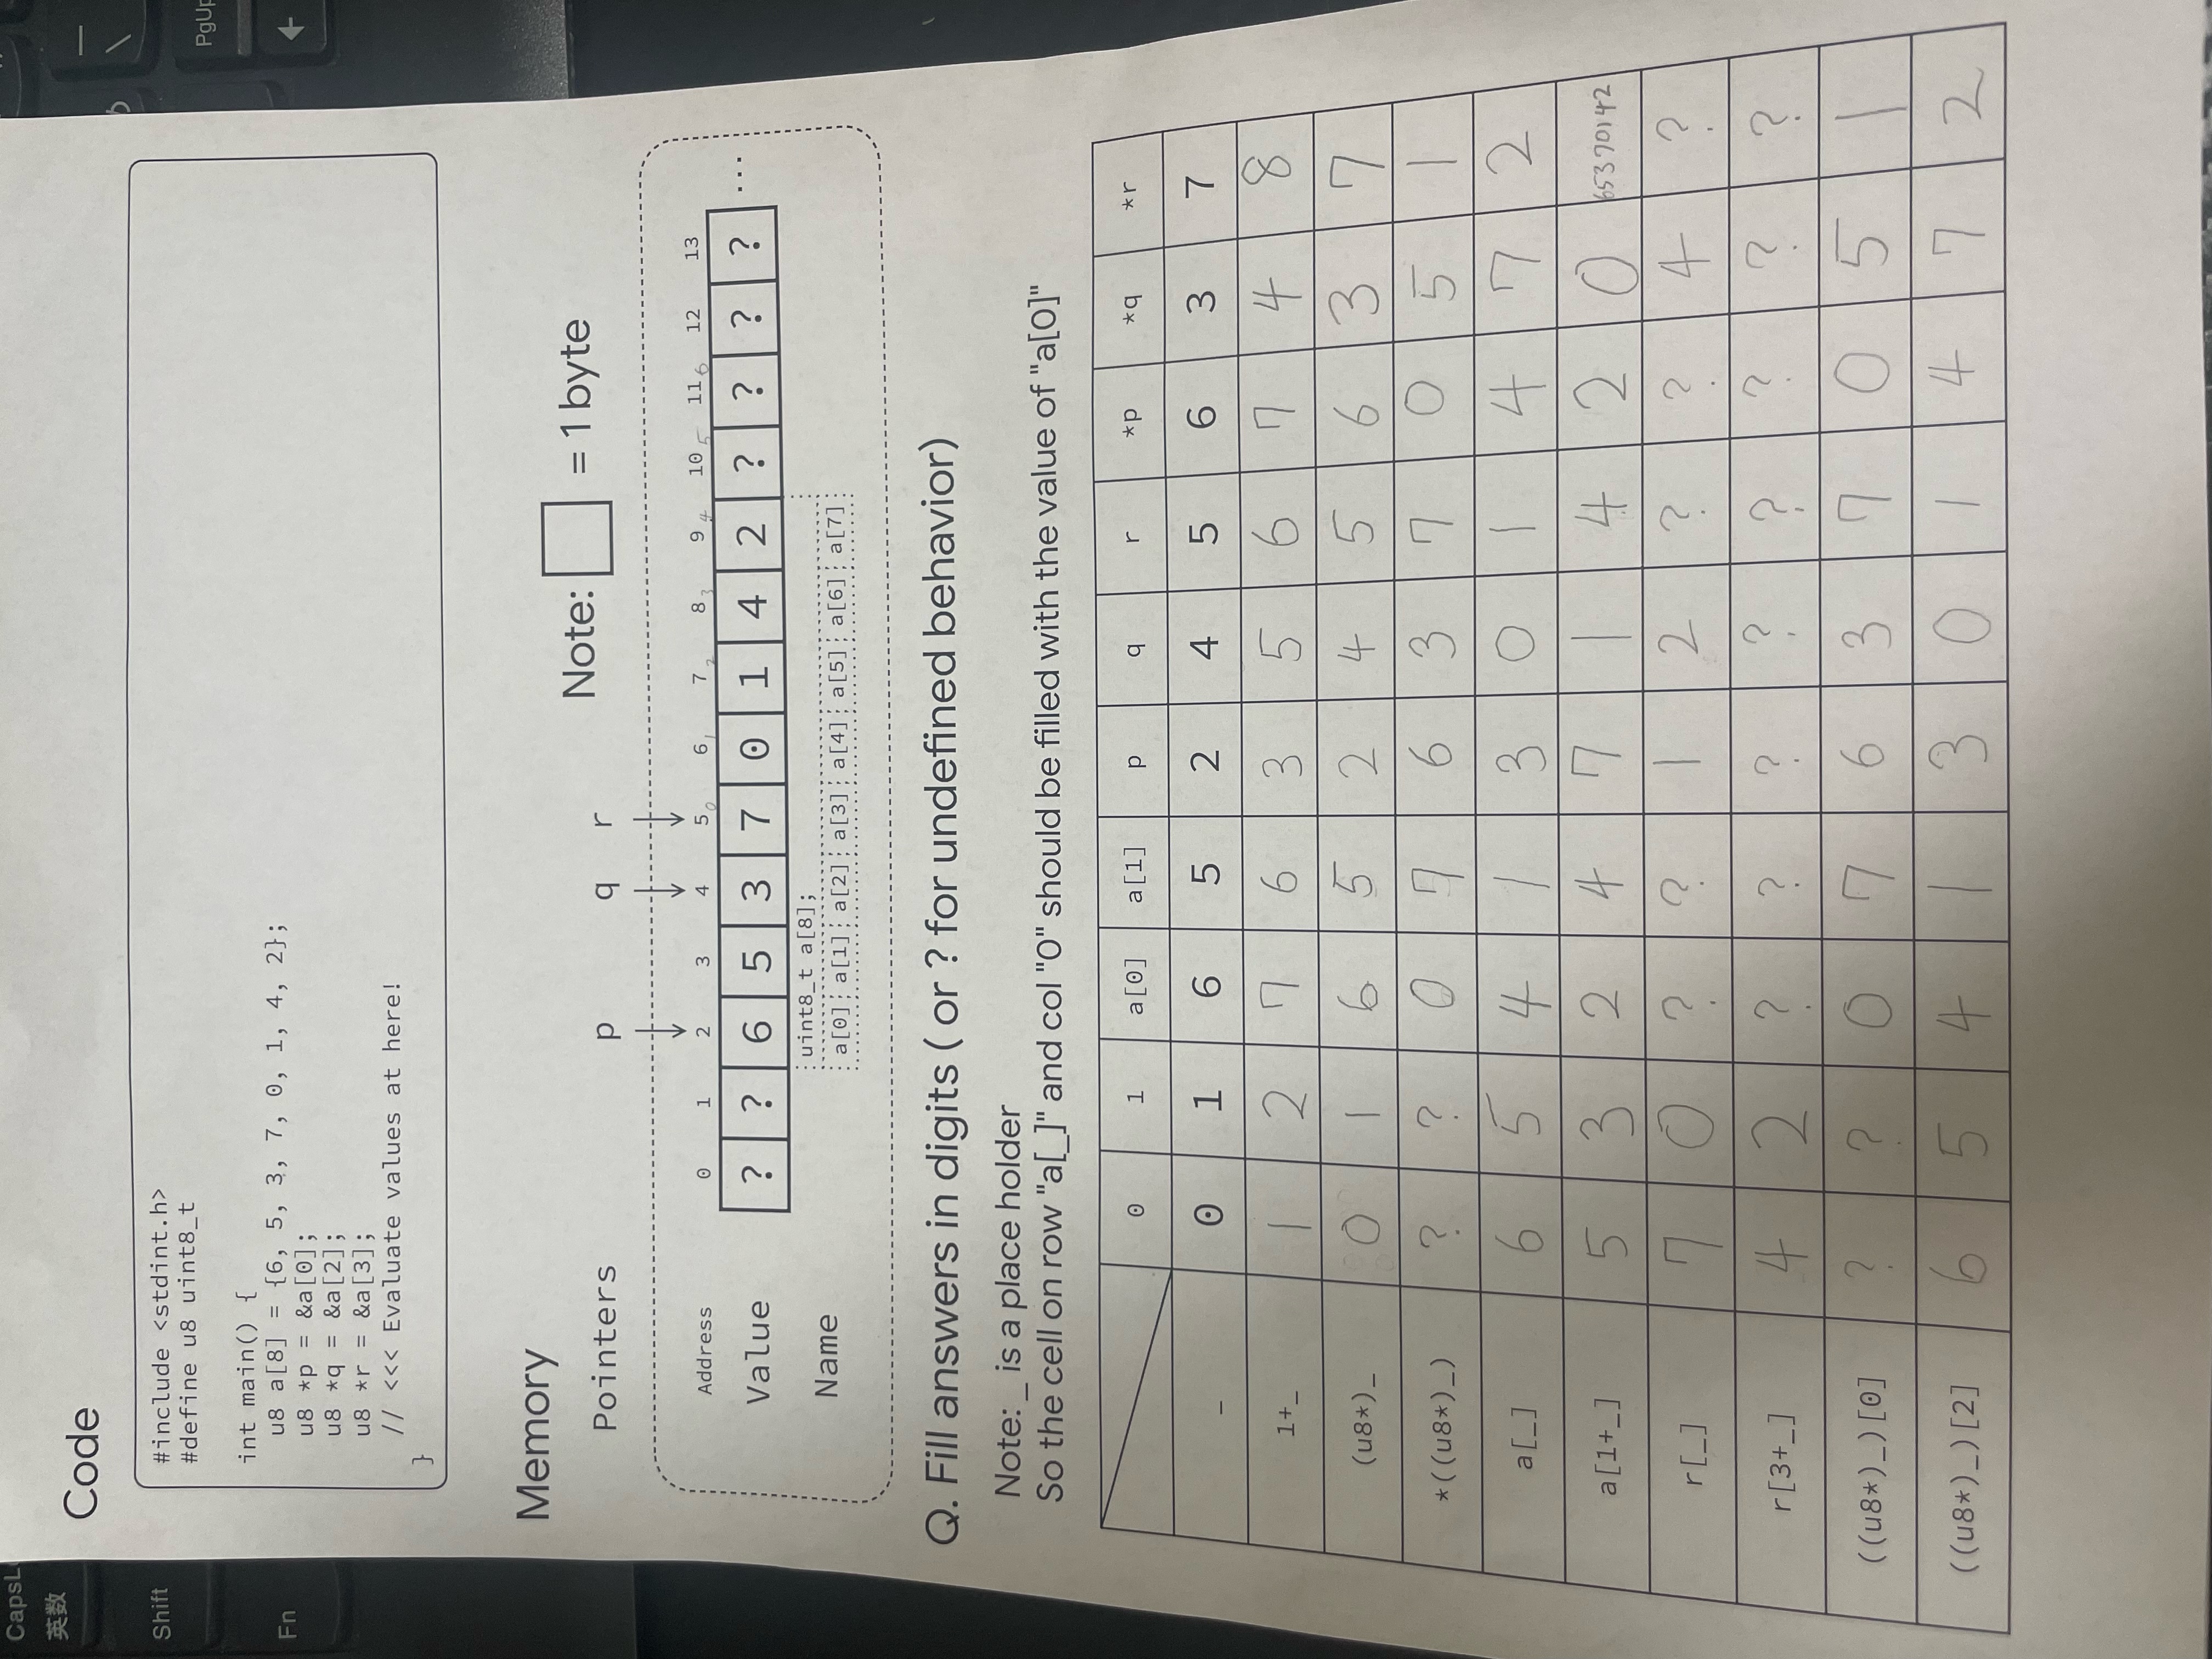 CapsL
英数
Shift
Fn
PgUp
Code
#include <stdint.h>
#define u8 uint8_t
int main() {
u8 a[8] = {6, 5, 3, 7, 0, 1, 4, 2};
u8 *p = &a[0];
u8 *q = &a[2];
u8 *r = &a[3];
// <<< Evaluate values at here!
}
Memory
Note: = 1 byte
Pointers p q r
Address 0 1 2 3 4 5 0 6 1 7 2 8 3 9 4 10 5 11 6 12 13
Value ? ? 6 5 3 7 0 1 4 2 ? ? ? ? ...
uint8_t a[8];
Name a[0] a[1] a[2] a[3] a[4] a[5] a[6] a[7]
Q. Fill answers in digits ( or ? for undefined behavior)
Note: _ is a place holder
So the cell on row "a[_]" and col "0" should be filled with the value of "a[0]"
0 1 a[0] a[1] p q r *p *q *r
_ 0 1 6 5 2 4 5 6 3 7
1+_ 1 2 7 6 3 5 6 7 4 8
(u8*)_ 0 1 6 5 2 4 5 6 3 7
*((u8*)_) ? ? 0 7 6 3 7 0 5 1
a[_] 6 5 4 1 3 0 1 4 7 2
a[1+_] 5 3 2 4 7 1 4 2 0 65370142
r[_] 7 0 ? ? 1 2 ? ? 4 ?
r[3+_] 4 2 ? ? ? ? ? ? ? ?
((u8*)_)[0] ? ? 0 7 6 3 7 0 5 1
((u8*)_)[2] 6 5 4 1 3 0 1 4 7 2